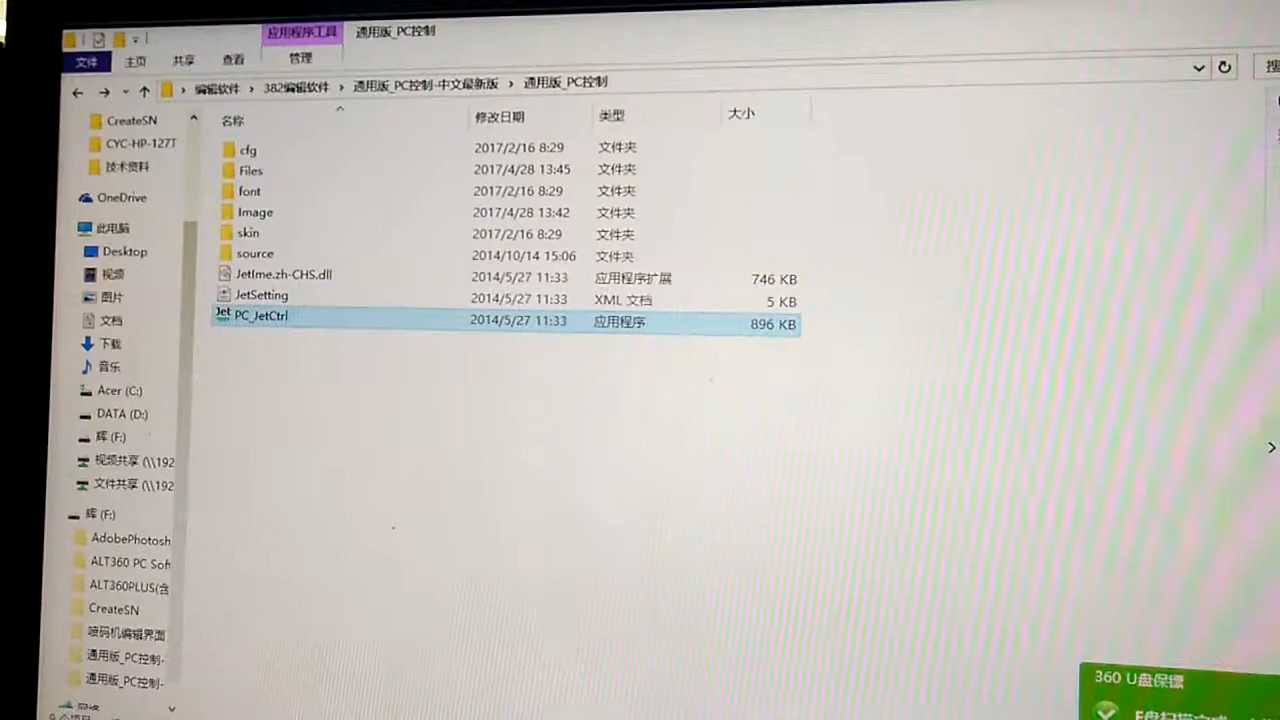 应用程序工具 通用版_PC控制
文件 主页 共享 查看 管理
编辑软件 › 382编辑软件 › 通用版_PC控制-中文最新版 › 通用版_PC控制
名称 修改日期 类型 大小
cfg 2017/2/16 8:29 文件夹
Files 2017/4/28 13:45 文件夹
font 2017/2/16 8:29 文件夹
Image 2017/4/28 13:42 文件夹
skin 2017/2/16 8:29 文件夹
source 2014/10/14 15:06 文件夹
JetIme.zh-CHS.dll 2014/5/27 11:33 应用程序扩展 746 KB
JetSetting 2014/5/27 11:33 XML 文档 5 KB
Jet PC_JetCtrl 2014/5/27 11:33 应用程序 896 KB
CreateSN
CYC-HP-127T
技术资料
OneDrive
此电脑
Desktop
视频
图片
文档
下载
音乐
Acer (C:)
DATA (D:)
辉 (F:)
视频共享 (\\192
文件共享 (\\192
辉 (F:)
AdobePhotosh
ALT360 PC Soft
ALT360PLUS(含
CreateSN
喷码机编辑界面
通用版_PC控制-
通用版_PC控制-
网络
9 个项目
360 U盘保镖